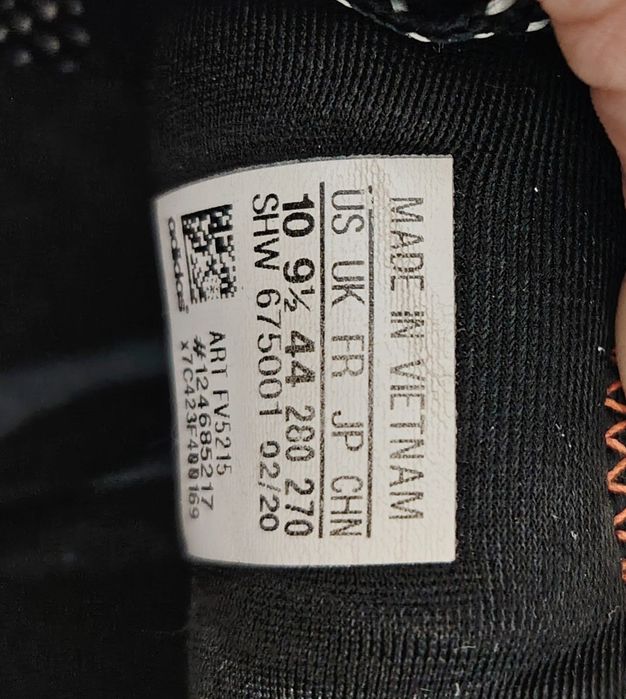 MADE IN VIETNAM
US UK FR JP CHN
10 9½ 44 280 270
SHW 675001 02/20
ART FV5215
#124685217
adidas